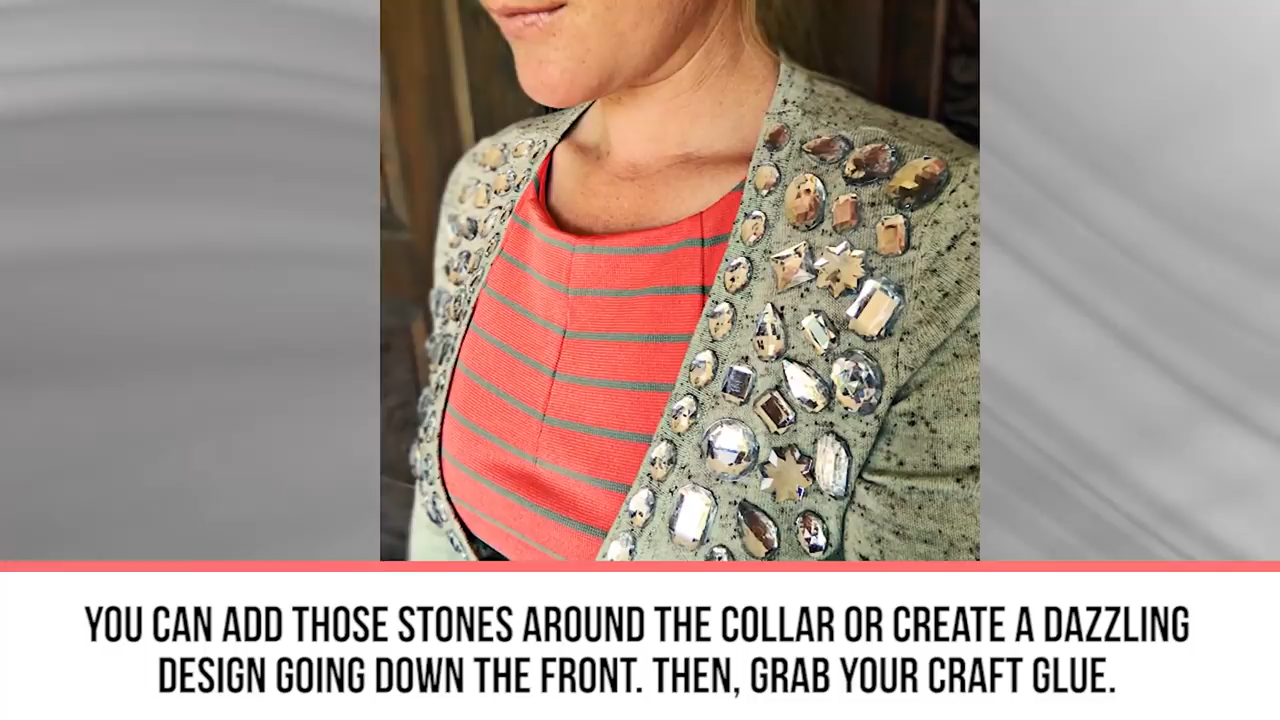 YOU CAN ADD THOSE STONES AROUND THE COLLAR OR CREATE A DAZZLING
DESIGN GOING DOWN THE FRONT. THEN, GRAB YOUR CRAFT GLUE.